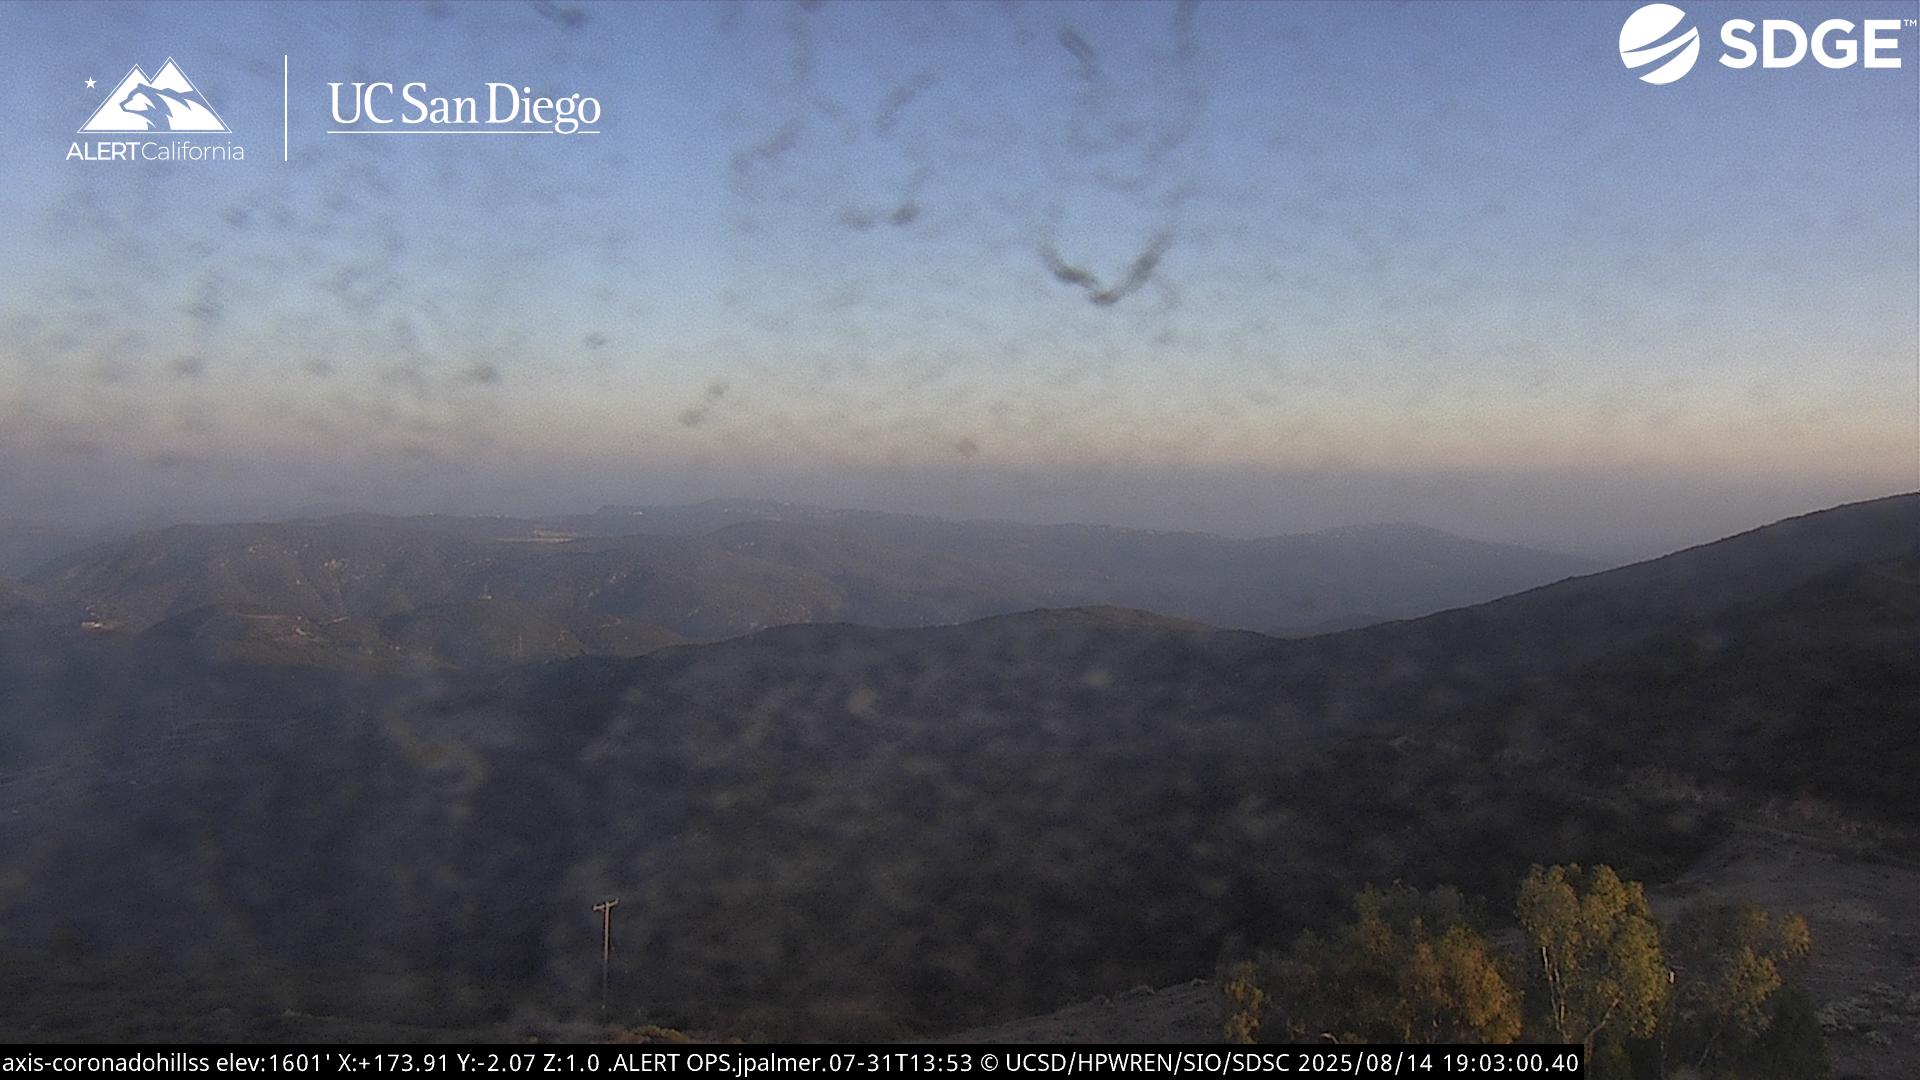 SDGE™
UC San Diego
ALERTCalifornia
axis-coronadohillss elev:1601' X:+173.91 Y:-2.07 Z:1.0 .ALERT OPS.jpalmer.07-31T13:53 © UCSD/HPWREN/SIO/SDSC 2025/08/14 19:03:00.40